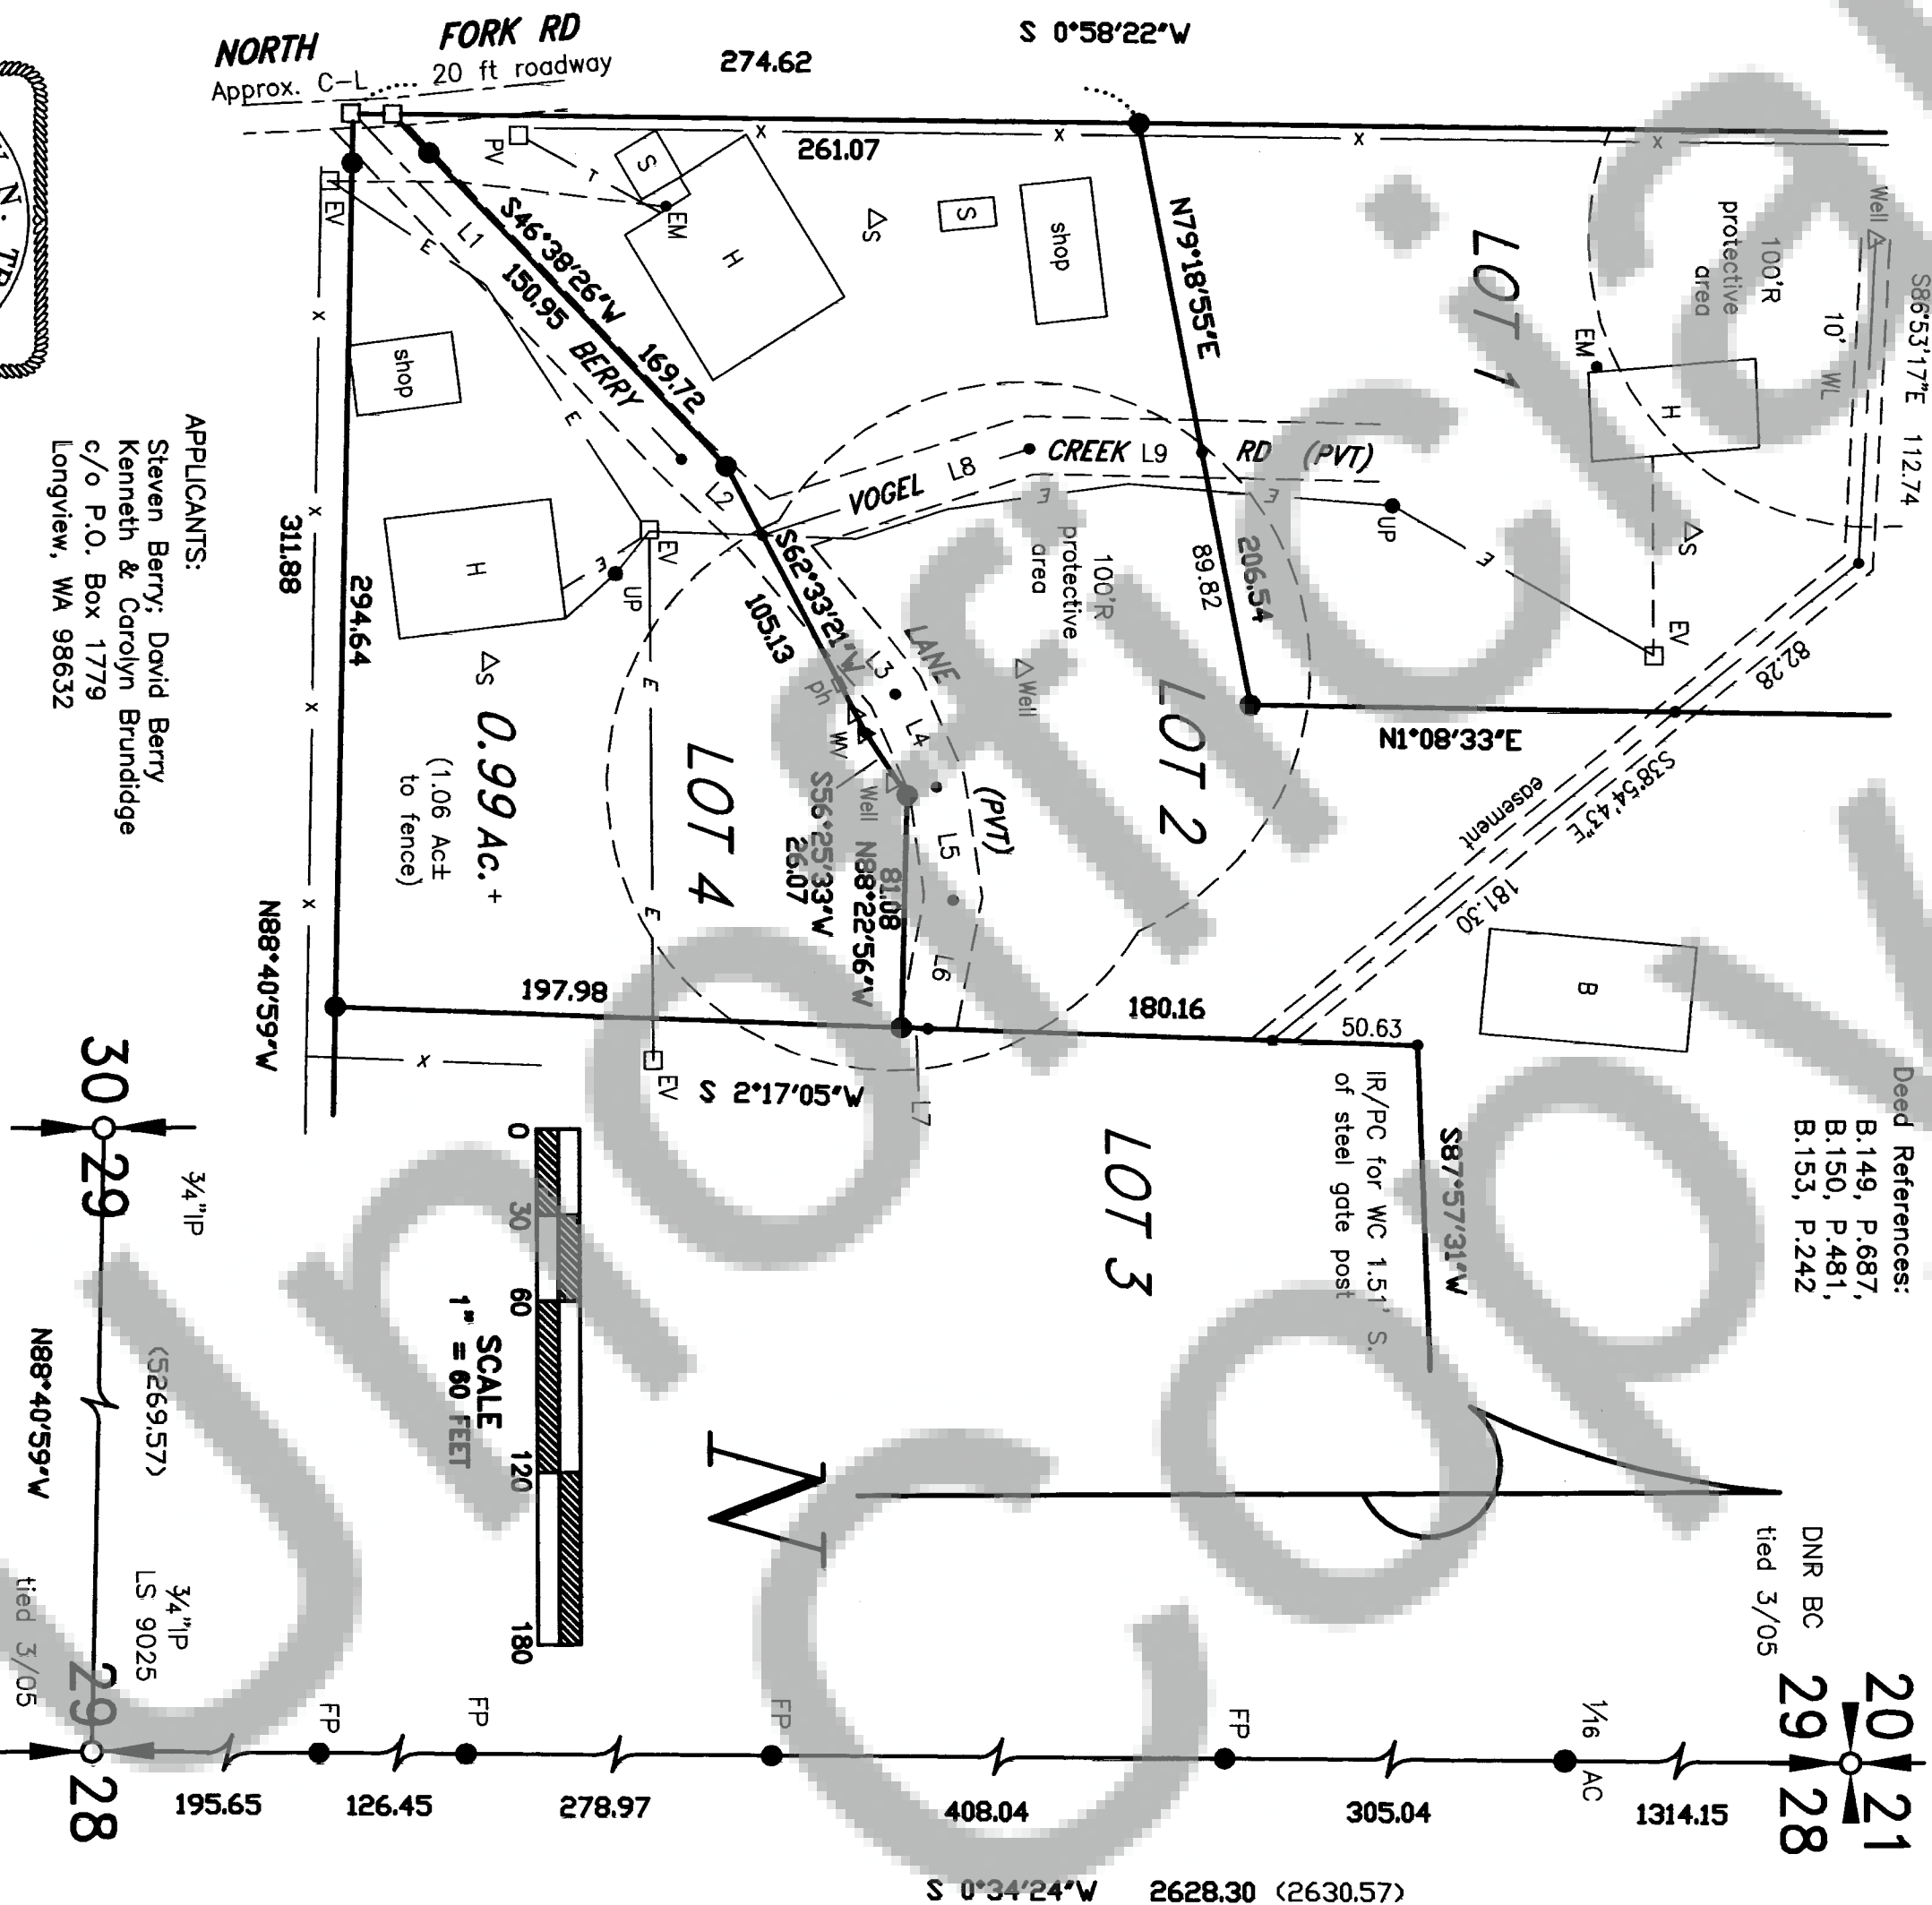 NORTH FORK RD
Approx. C-L ..... 20 ft roadway
274.62
S 0°58'22"W
261.07
PV
T
S
EM
H
S
S
shop
N79°18'55"E
LOT 1
Well
100'R
protective
area
10' WL
S86°53'17"E 112.74
EM
H
EV
E
L1
S46°38'26"W
150.95
169.72
BERRY
LANE
(PVT)
shop
E
L2
VOGEL CREEK RD (PVT)
L8
L9
E
E
UP
E
S
EV
206.54
89.82
82.28
S38°54'43"E
easement
181.30
N1°08'33"E
100'R
protective
area
Well
LOT 2
H
EV
E
UP
S62°33'21"W
105.13
L3
L4
L5
L6
L7
ph
WV
Well
S56°25'33"W
26.07
N88°22'56"W
81.08
311.88
294.64
S
0.99 Ac.+
(1.06 Ac±
to fence)
E
E
LOT 4
N88°40'59"W
197.98
EV
S 2°17'05"W
180.16
50.63
B
IR/PC for WC 1.51' S.
of steel gate post
S87°57'31"W
LOT 3
Deed References:
B.149, P.687,
B.150, P.481,
B.153, P.242
APPLICANTS:
Steven Berry; David Berry
Kenneth & Carolyn Brundidge
c/o P.O. Box 1779
Longview, WA 98632
0 30 60 120 180
SCALE
1" = 60 FEET
N
30 29
3/4"IP
(5269.57)
N88°40'59"W
3/4"IP
LS 9025
tied 3/05
29 28
DNR BC
tied 3/05
20 21
29 28
1/16 AC
FP
FP
FP
FP
195.65
126.45
278.97
408.04
305.04
1314.15
S 0°34'24"W 2628.30 (2630.57)
Unofficial
Copy